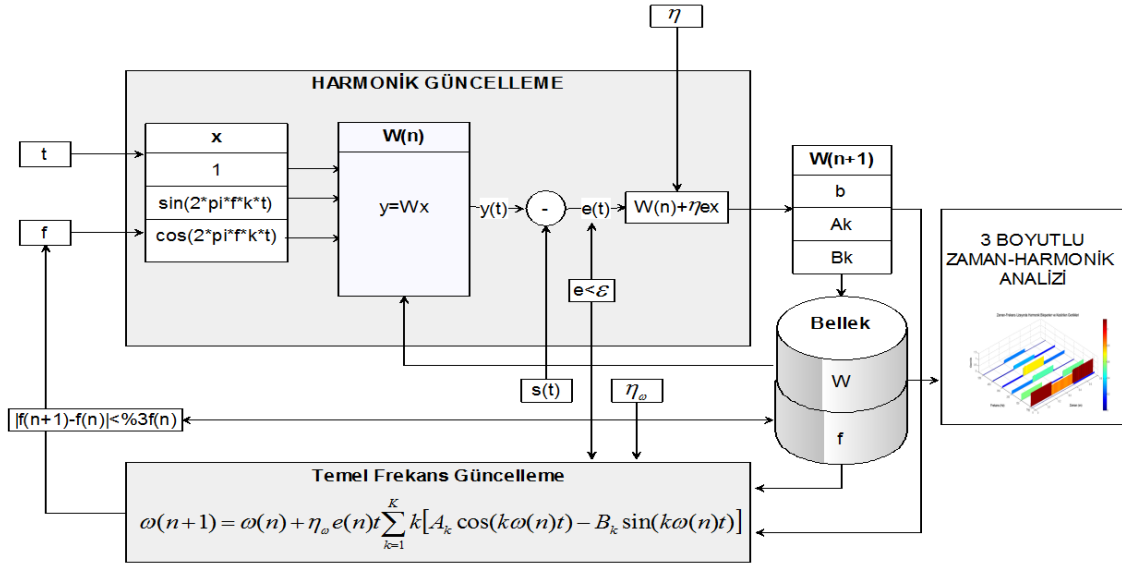 η
HARMONİK GÜNCELLEME
t
f
x
1
sin(2*pi*f*k*t)
cos(2*pi*f*k*t)
W(n)
y=Wx
y(t)
-
e(t)
W(n)+ηex
e<ε
s(t)
η_ω
W(n+1)
b
Ak
Bk
Bellek
W
f
3 BOYUTLU
ZAMAN-HARMONİK
ANALİZİ
|f(n+1)-f(n)|<%3f(n)
Temel Frekans Güncelleme
ω(n+1) = ω(n) + η_ω e(n)t ∑_{k=1}^{K} k[A_k cos(kω(n)t) − B_k sin(kω(n)t)]